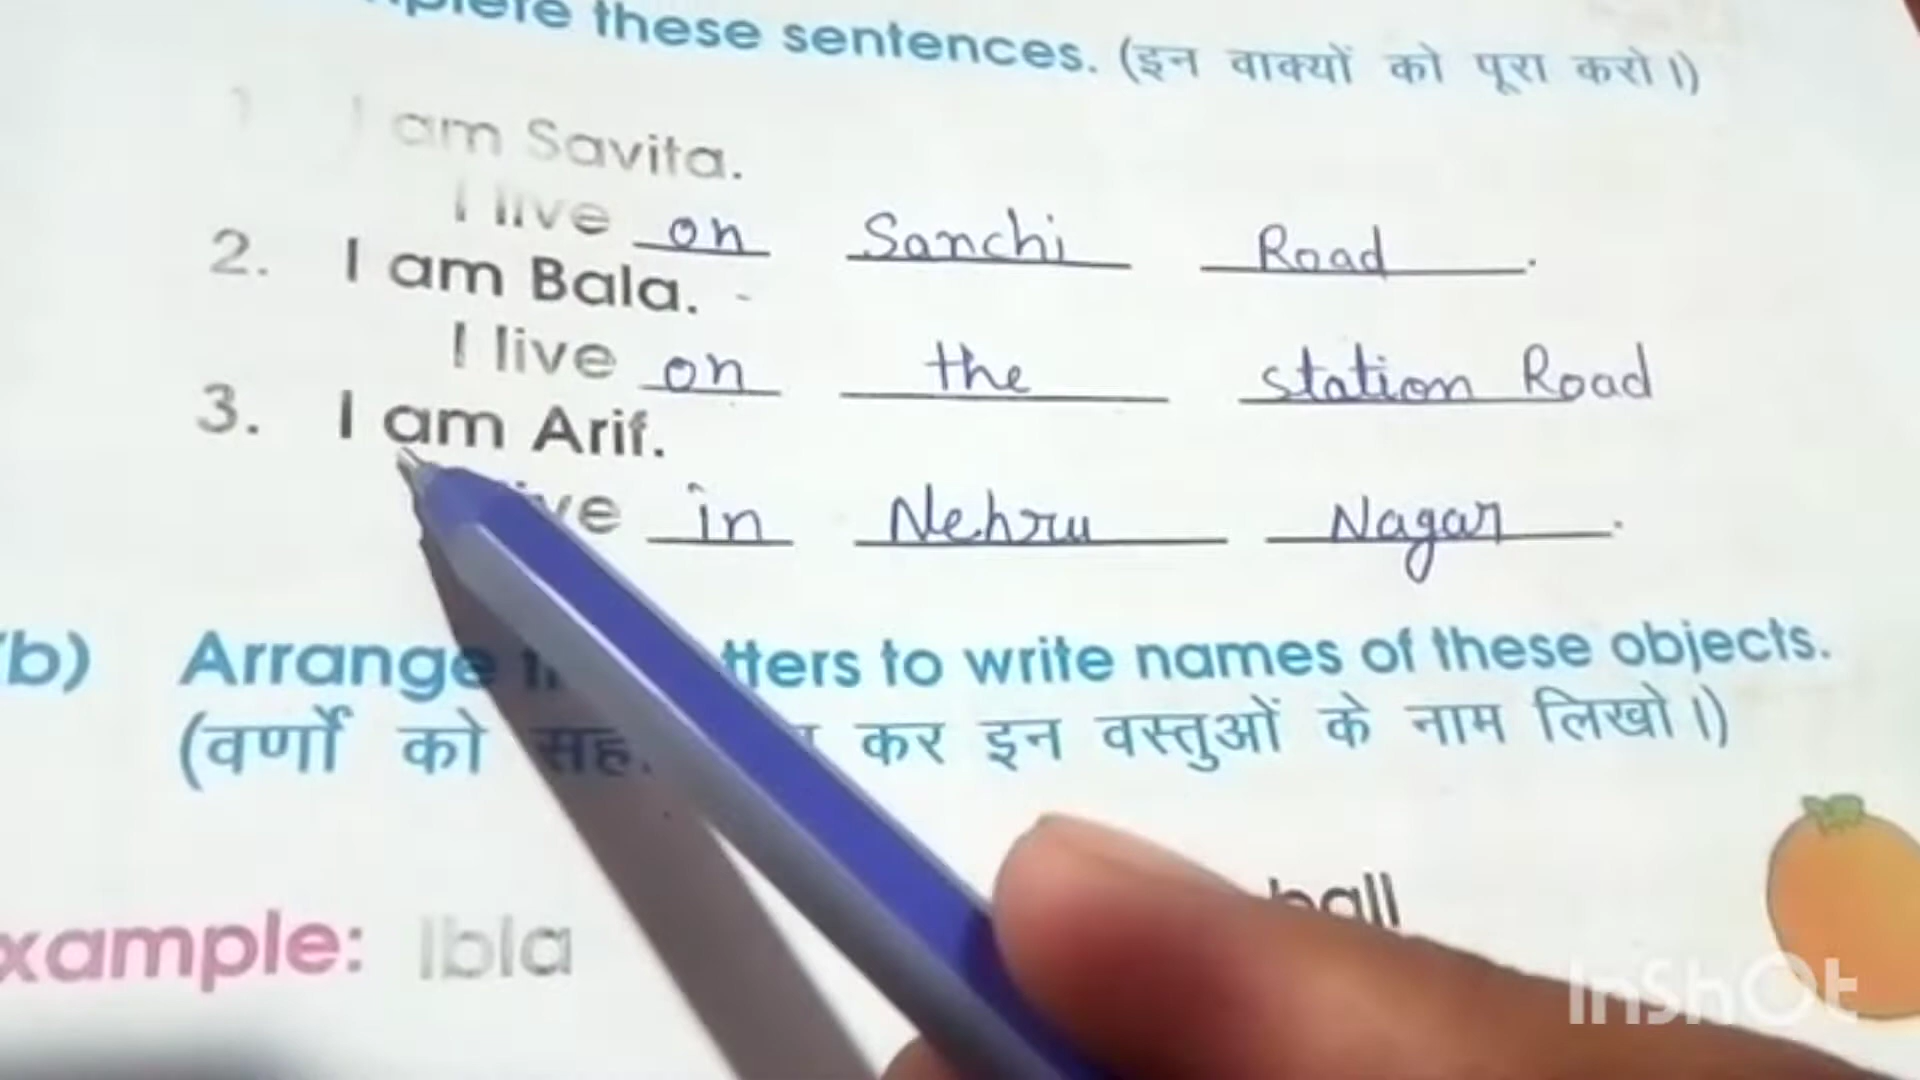 these sentences. (इन वाक्यों को पूरा करो।)
1 I am Savita.
I live on Sanchi Road.
2. I am Bala.
I live on the station Road
3. I am Arif.
in Nehru Nagar.
b) Arrange to write names of these objects.
(वर्णों को कर इन वस्तुओं के नाम लिखो।)
ball
xample: lbla
InShOt